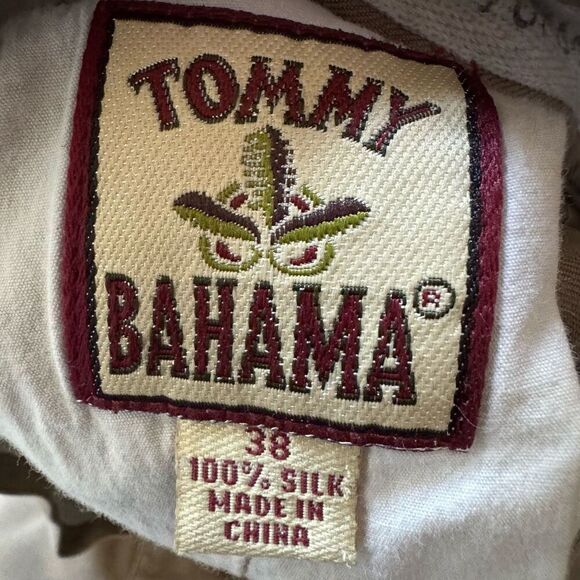 TOMMY
BAHAMA®
38
100% SILK
MADE IN
CHINA